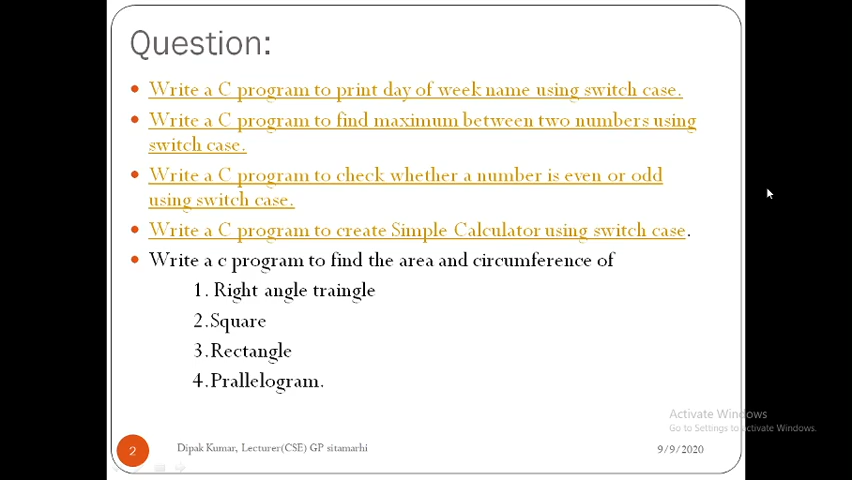 Question:
Write a C program to print day of week name using switch case.
Write a C program to find maximum between two numbers using
switch case.
Write a C program to check whether a number is even or odd
using switch case.
Write a C program to create Simple Calculator using switch case.
Write a c program to find the area and circumference of
1. Right angle traingle
2.Square
3.Rectangle
4.Prallelogram.
Activate Windows
Go to Settings to activate Windows.
2
Dipak Kumar, Lecturer(CSE) GP sitamarhi
9/9/2020